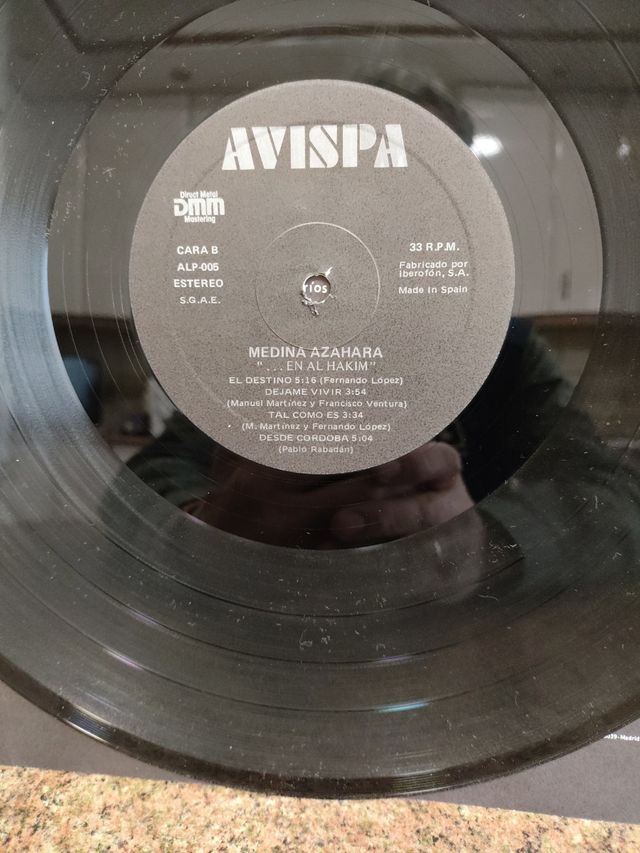 AVISPA
Direct Metal
DMM
Mastering
CARA B
ALP-005
ESTEREO
S.G.A.E.
33 R.P.M.
Fabricado por
Iberofón, S.A.
Made In Spain
ríos
MEDINA AZAHARA
"...EN AL HAKIM"
EL DESTINO 5:16 (Fernando López)
DEJAME VIVIR 3:54
(Manuel Martínez y Francisco Ventura)
TAL COMO ES 3:34
(M. Martínez y Fernando López)
DESDE CORDOBA 5:04
(Pablo Rabadán)
- Madrid